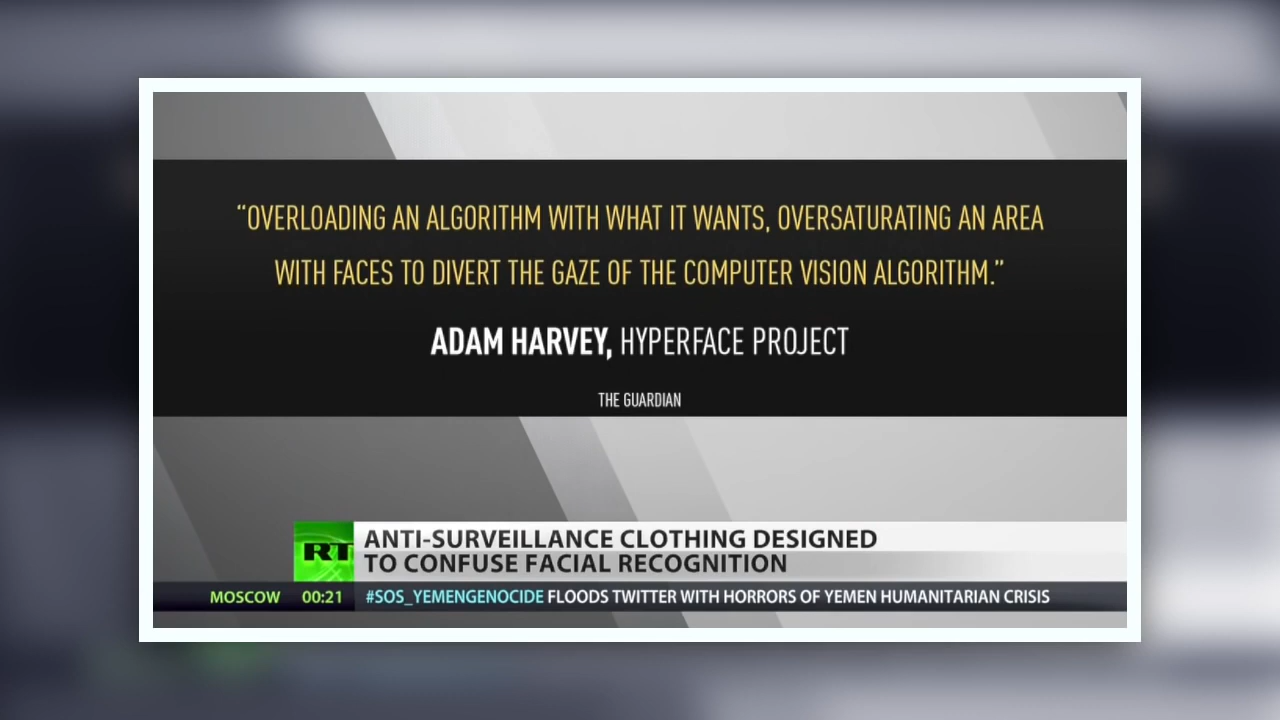 “OVERLOADING AN ALGORITHM WITH WHAT IT WANTS, OVERSATURATING AN AREA
WITH FACES TO DIVERT THE GAZE OF THE COMPUTER VISION ALGORITHM.”
ADAM HARVEY, HYPERFACE PROJECT
THE GUARDIAN
RT
ANTI-SURVEILLANCE CLOTHING DESIGNED
TO CONFUSE FACIAL RECOGNITION
MOSCOW 00:21 #SOS_YEMENGENOCIDE FLOODS TWITTER WITH HORRORS OF YEMEN HUMANITARIAN CRISIS